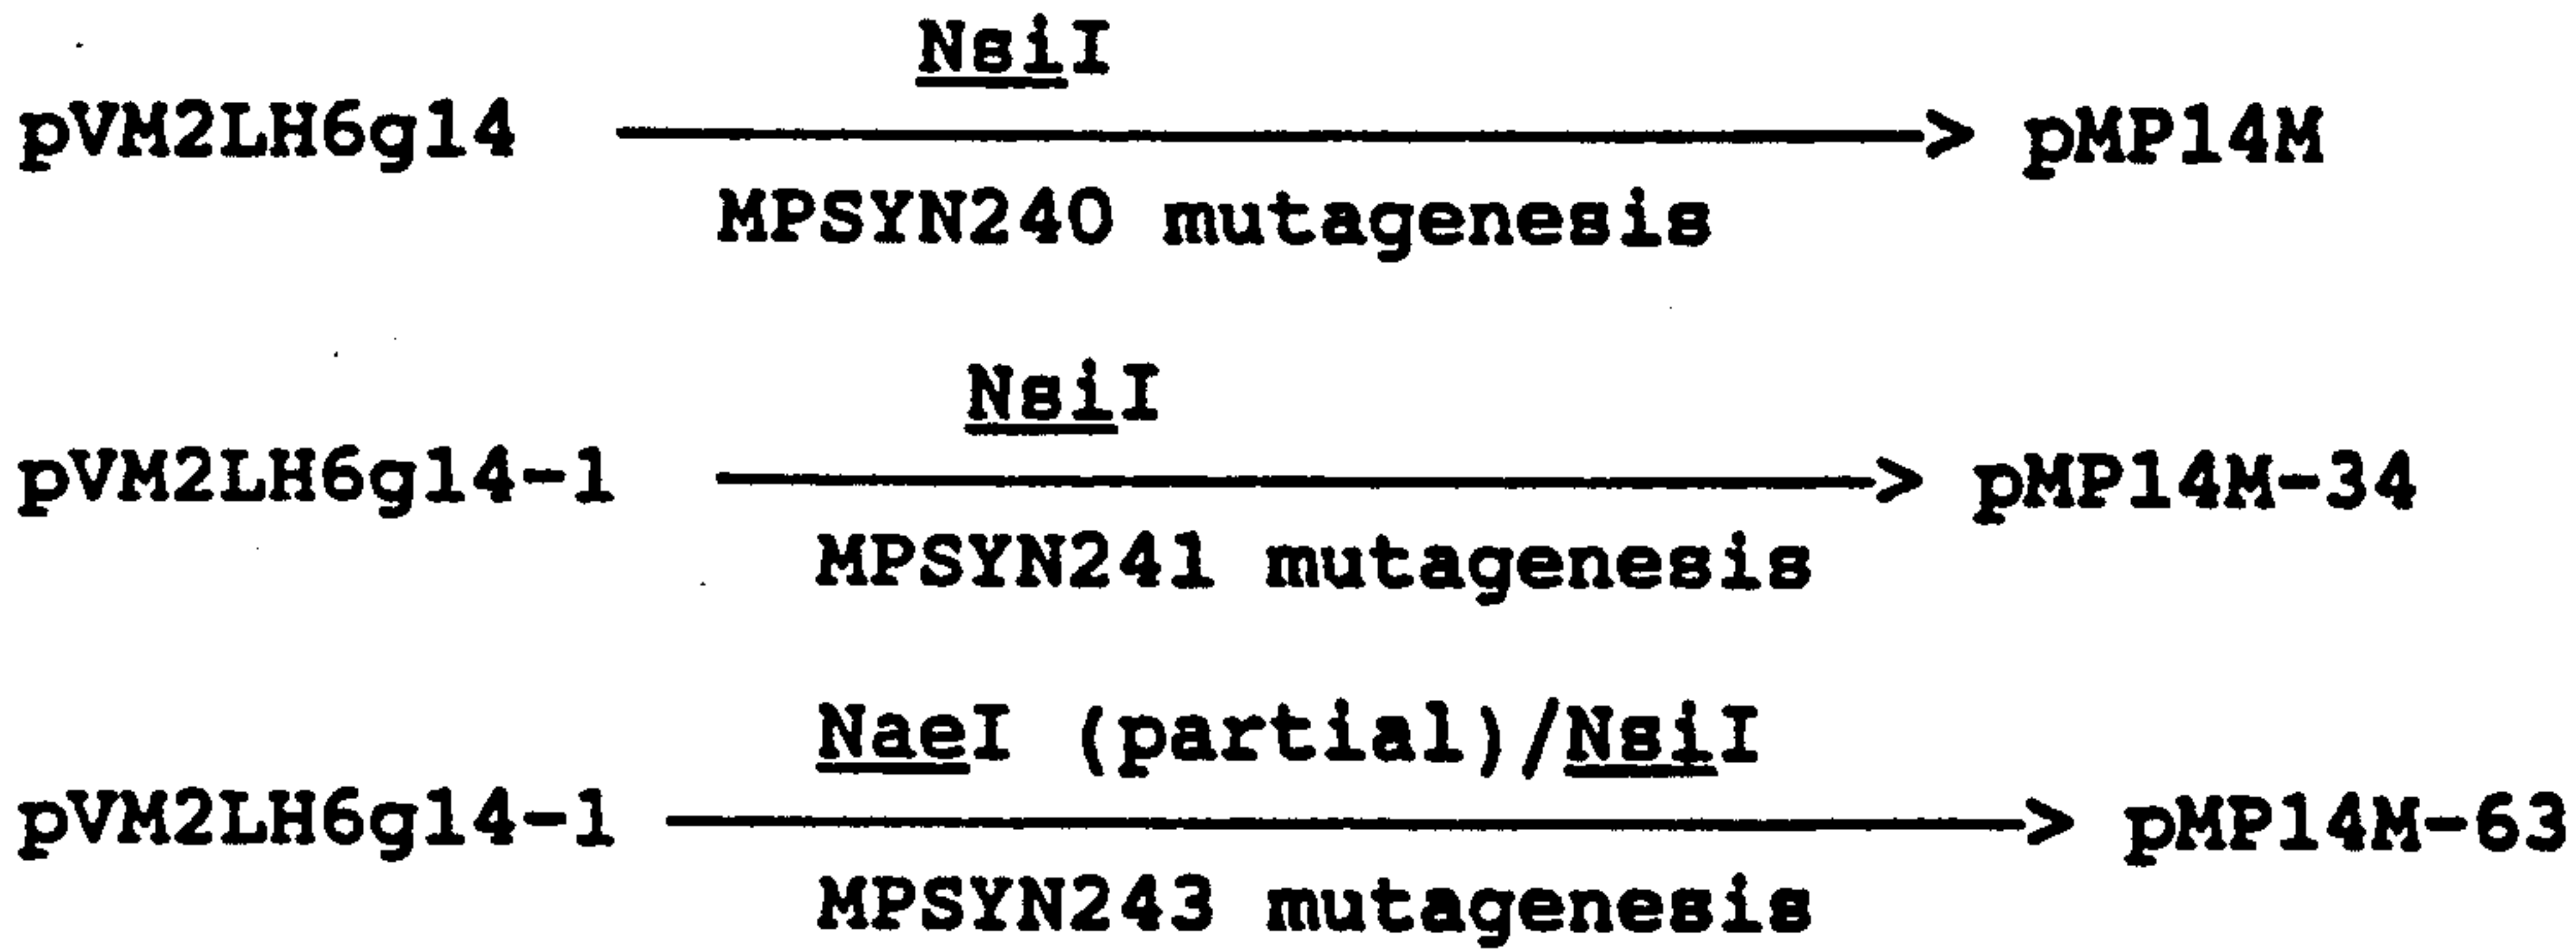 NsiI
pVM2LH6g14 ————> pMP14M
MPSYN240 mutagenesis
NsiI
pVM2LH6g14-1 ————> pMP14M-34
MPSYN241 mutagenesis
NaeI (partial)/NsiI
pVM2LH6g14-1 ————> pMP14M-63
MPSYN243 mutagenesis